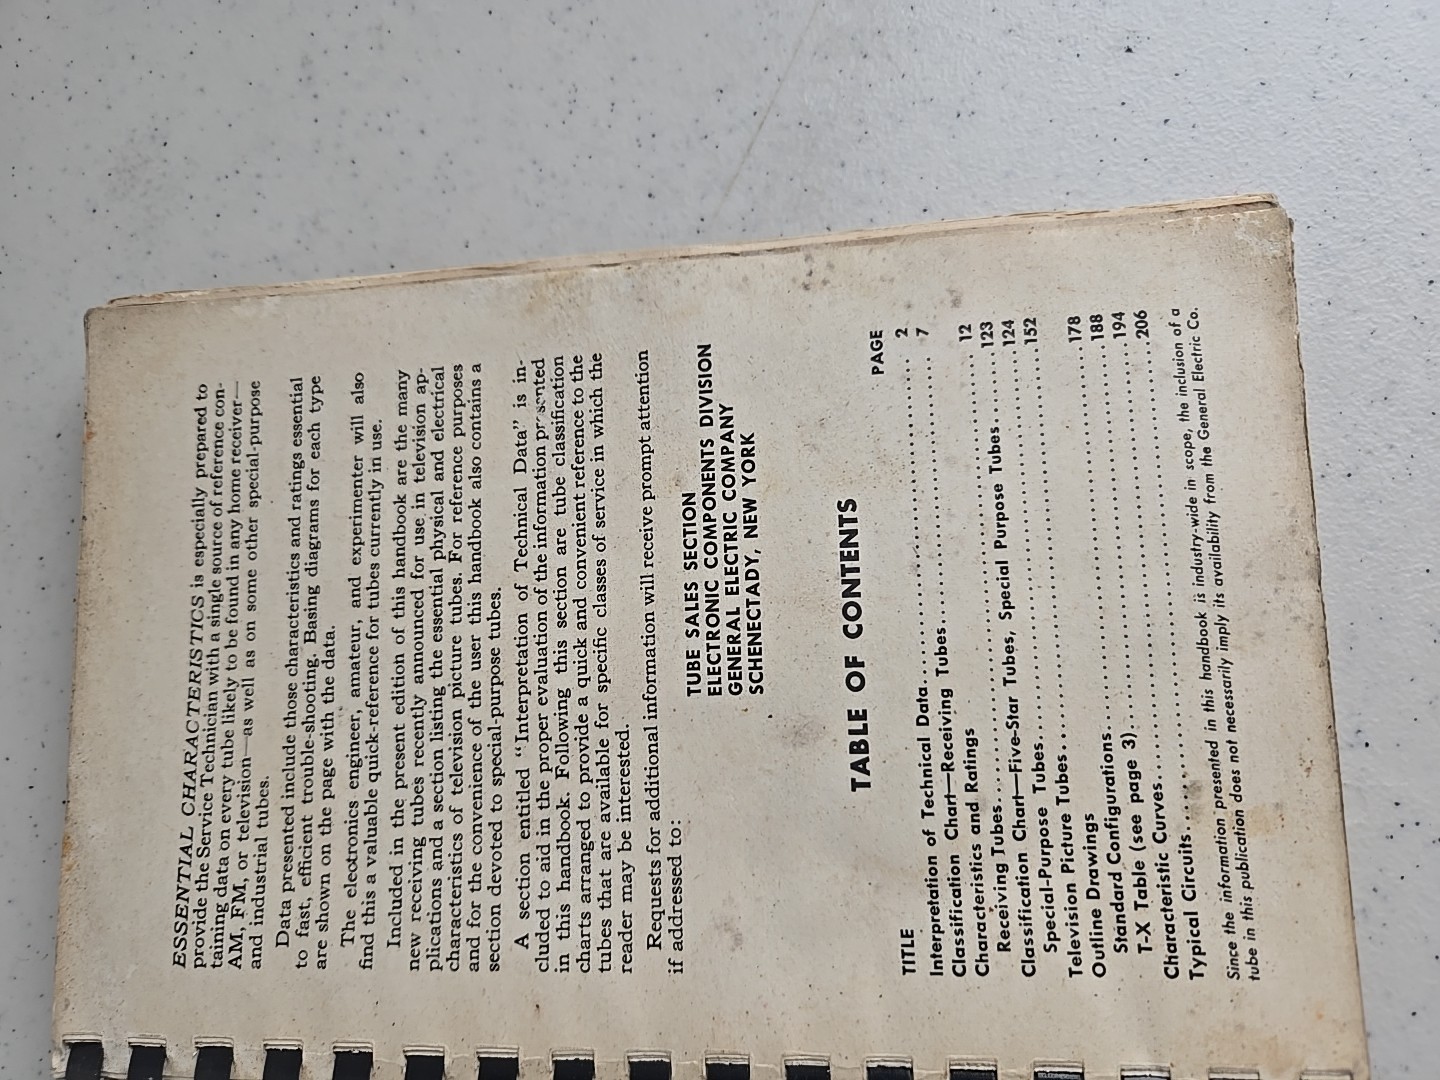 ESSENTIAL CHARACTERISTICS is especially prepared to
provide the Service Technician with a single source of reference con-
taining data on every tube likely to be found in any home receiver—
AM, FM, or television—as well as on some other special-purpose
and industrial tubes.
Data presented include those characteristics and ratings essential
to fast, efficient trouble-shooting. Basing diagrams for each type
are shown on the page with the data.
The electronics engineer, amateur, and experimenter will also
find this a valuable quick-reference for tubes currently in use.
Included in the present edition of this handbook are the many
new receiving tubes recently announced for use in television ap-
plications and a section listing the essential physical and electrical
characteristics of television picture tubes. For reference purposes
and for the convenience of the user this handbook also contains a
section devoted to special-purpose tubes.
A section entitled "Interpretation of Technical Data" is in-
cluded to aid in the proper evaluation of the information presented
in this handbook. Following this section are tube classification
charts arranged to provide a quick and convenient reference to the
tubes that are available for specific classes of service in which the
reader may be interested.
Requests for additional information will receive prompt attention
if addressed to:
TUBE SALES SECTION
ELECTRONIC COMPONENTS DIVISION
GENERAL ELECTRIC COMPANY
SCHENECTADY, NEW YORK
TABLE OF CONTENTS
TITLE PAGE
Interpretation of Technical Data........ 2
Classification Chart—Receiving Tubes........ 7
Characteristics and Ratings
Receiving Tubes........ 12
Classification Chart—Five-Star Tubes, Special Purpose Tubes........ 123
Special-Purpose Tubes........ 124
Television Picture Tubes........ 152
Outline Drawings
Standard Configurations........ 178
T-X Table (see page 3)........ 188
Characteristic Curves........ 194
Typical Circuits........ 206
Since the information presented in this handbook is industry-wide in scope, the inclusion of a
tube in this publication does not necessarily imply its availability from the General Electric Co.